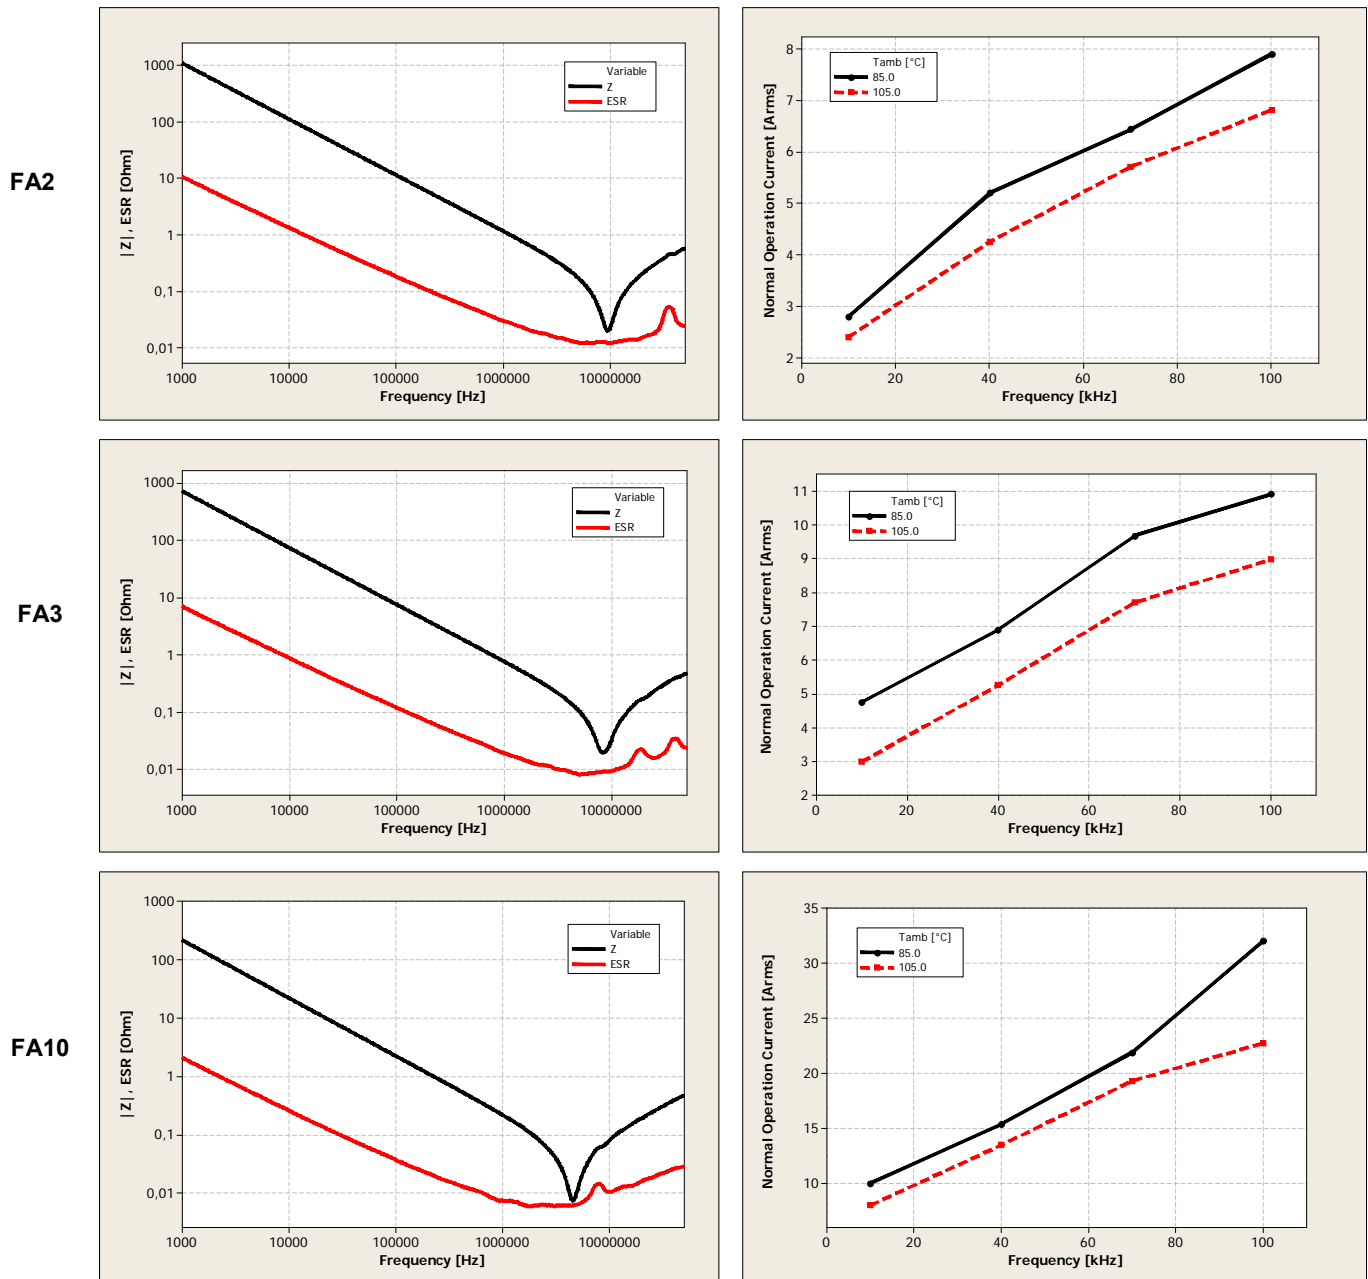 FA2
|Z|, ESR [Ohm]
1000
100
10
1
0,1
0,01
Variable
Z
ESR
1000 10000 100000 1000000 10000000
Frequency [Hz]
Normal Operation Current [Arms]
8
7
6
5
4
3
2
Tamb [°C]
85.0
105.0
0 20 40 60 80 100
Frequency [kHz]
FA3
|Z|, ESR [Ohm]
1000
100
10
1
0,1
0,01
Variable
Z
ESR
1000 10000 100000 1000000 10000000
Frequency [Hz]
Normal Operation Current [Arms]
11
10
9
8
7
6
5
4
3
2
Tamb [°C]
85.0
105.0
0 20 40 60 80 100
Frequency [kHz]
FA10
|Z|, ESR [Ohm]
1000
100
10
1
0,1
0,01
Variable
Z
ESR
1000 10000 100000 1000000 10000000
Frequency [Hz]
Normal Operation Current [Arms]
35
30
25
20
15
10
Tamb [°C]
85.0
105.0
0 20 40 60 80 100
Frequency [kHz]